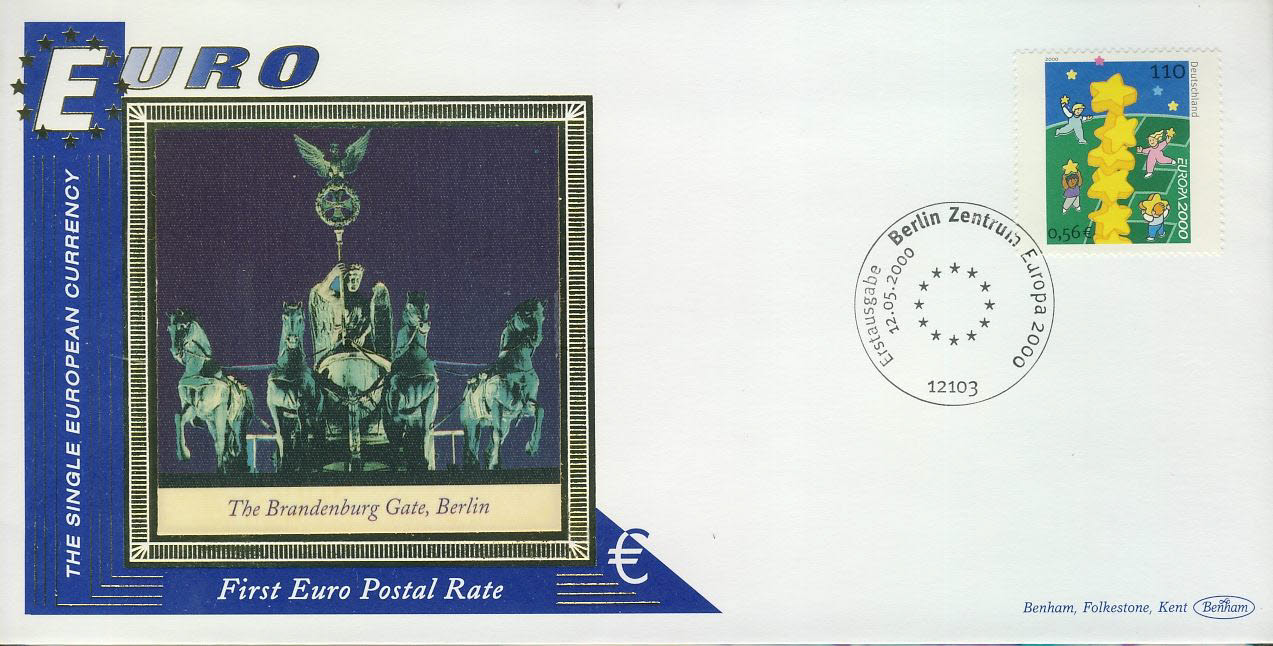 EURO
THE SINGLE EUROPEAN CURRENCY
The Brandenburg Gate, Berlin
First Euro Postal Rate
€
2000
110
Deutschland
EUROPA 2000
0,56 €
Erstausgabe
12.05.2000
Berlin Zentrum Europa 2000
12103
Benham, Folkestone, Kent
Benham